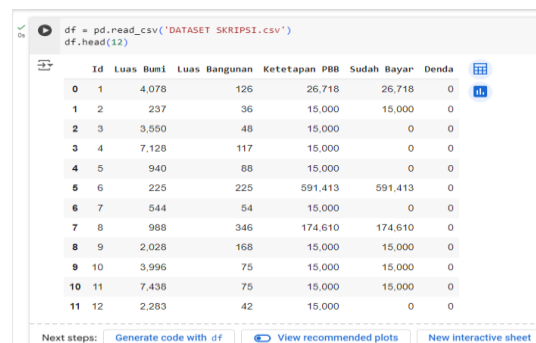 df = pd.read_csv('DATASET SKRIPSI.csv')
0s
df.head(12)
Id Luas Bumi Luas Bangunan Ketetapan PBB Sudah Bayar Denda
0 1 4,078 126 26,718 26,718 0
1 2 237 36 15,000 15,000 0
2 3 3,550 48 15,000 0 0
3 4 7,128 117 15,000 0 0
4 5 940 88 15,000 0 0
5 6 225 225 591,413 591,413 0
6 7 544 54 15,000 0 0
7 8 988 346 174,610 174,610 0
8 9 2,028 168 15,000 15,000 0
9 10 3,996 75 15,000 15,000 0
10 11 7,438 75 15,000 15,000 0
11 12 2,283 42 15,000 0 0
Next steps: Generate code with df View recommended plots New interactive sheet